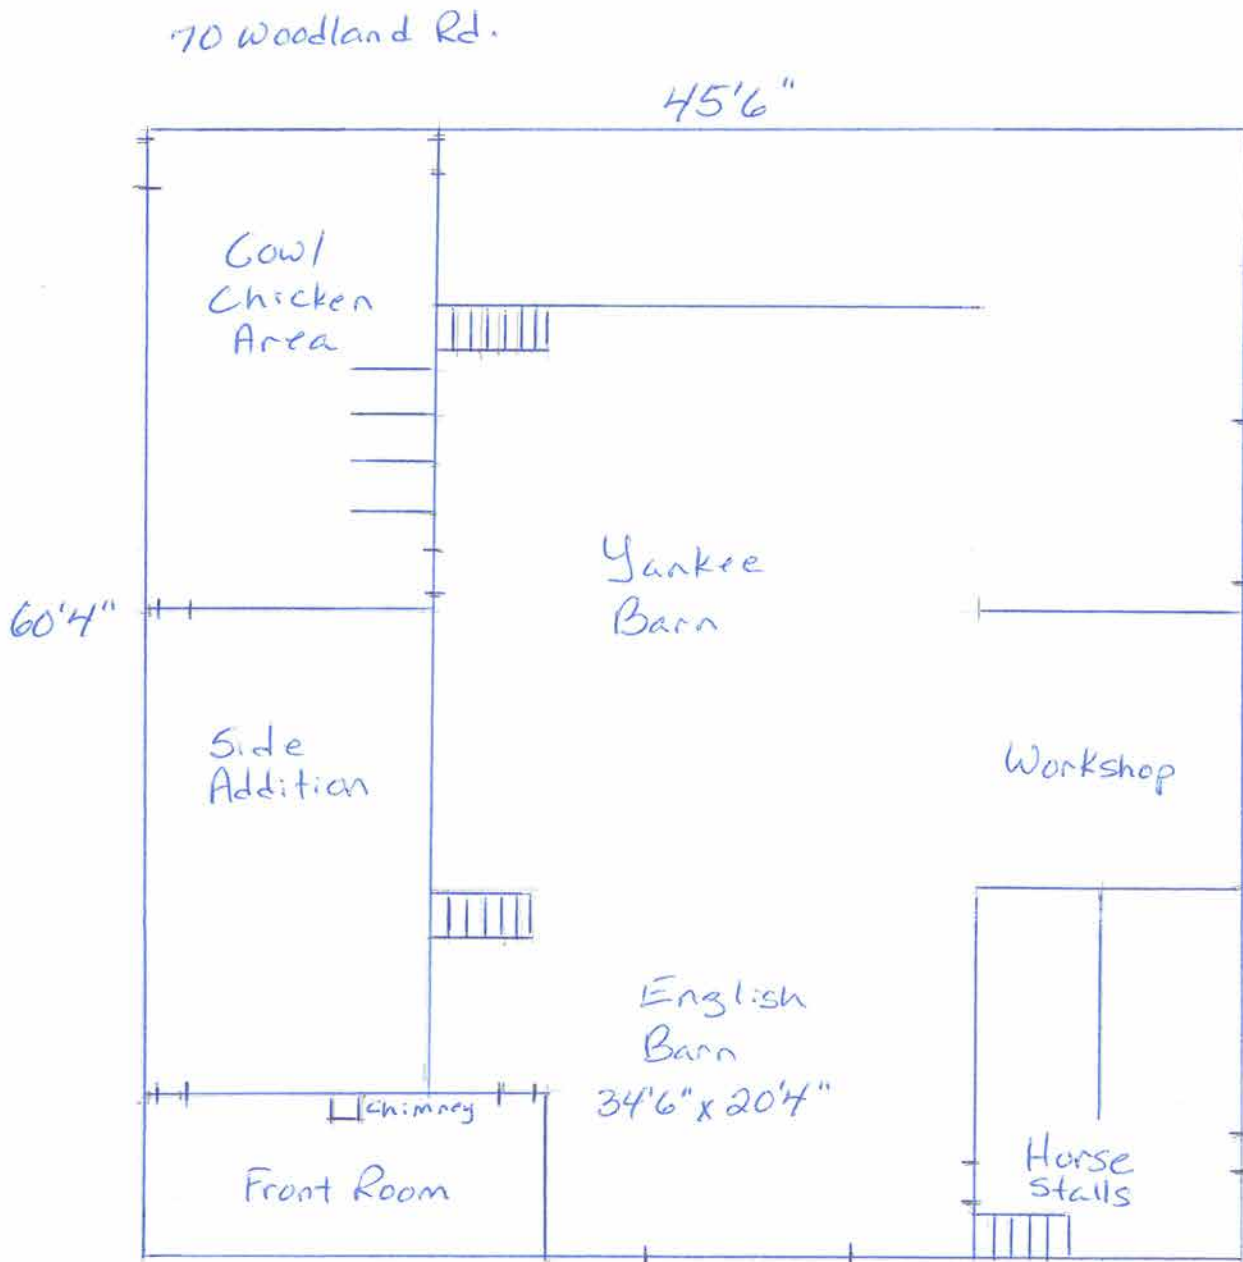 70 Woodland Rd.
45'6"
Cow/
Chicken
Area
Yankee
Barn
60'4"
Side
Addition
Workshop
English
Barn
34'6" x 20'4"
Chimney
Horse
Stalls
Front Room